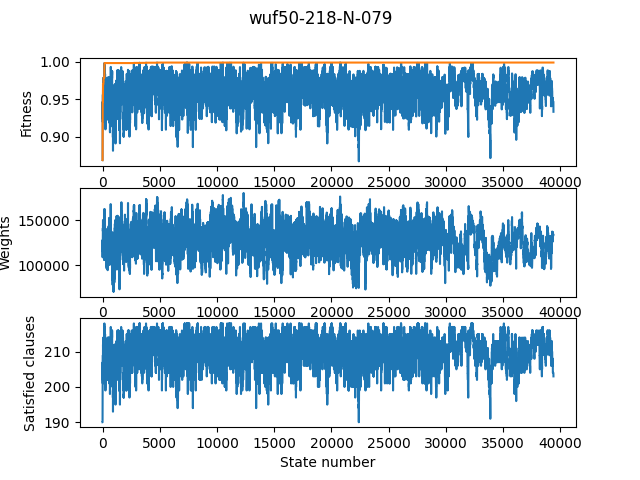 wuf50-218-N-079
1.00
0.95
0.90
Fitness
0 5000 10000 15000 20000 25000 30000 35000 40000
150000
100000
Weights
0 5000 10000 15000 20000 25000 30000 35000 40000
210
200
190
Satisfied clauses
0 5000 10000 15000 20000 25000 30000 35000 40000
State number